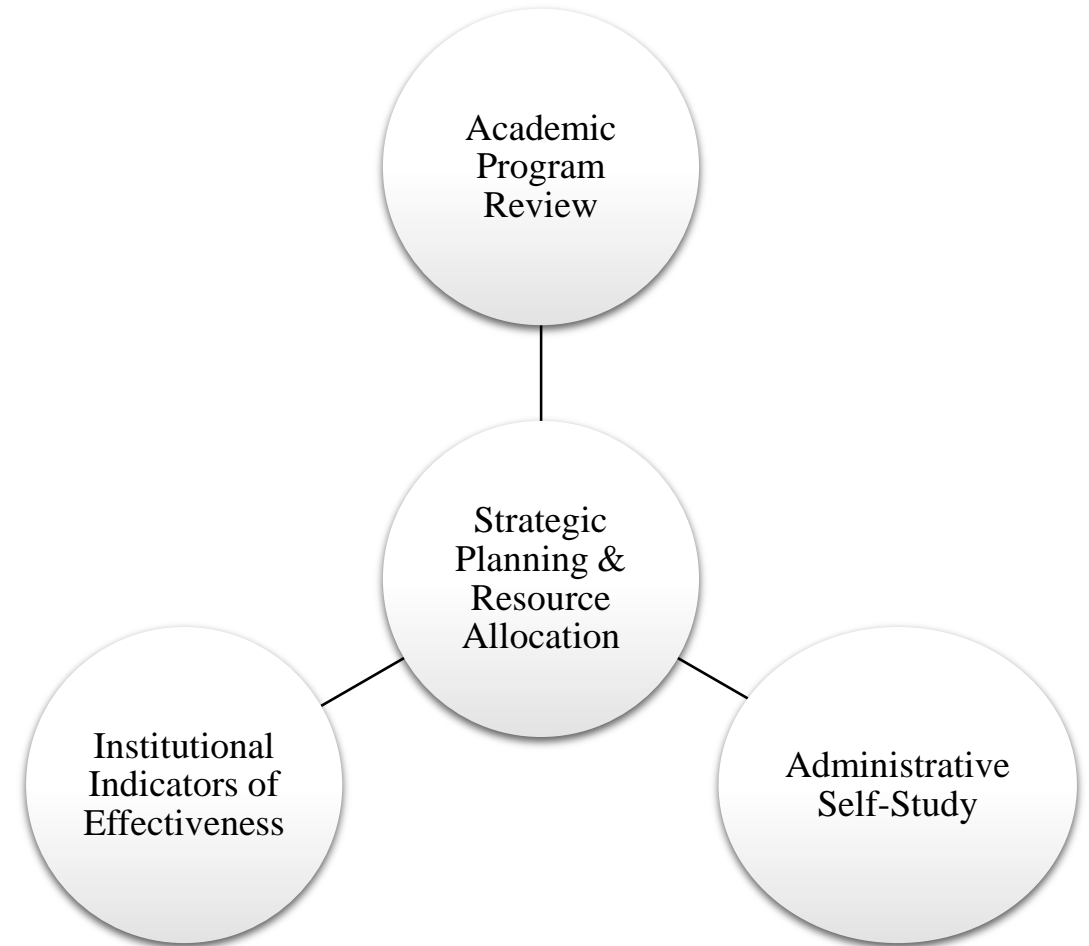 Academic
Program
Review
Strategic
Planning &
Resource
Allocation
Institutional
Indicators of
Effectiveness
Administrative
Self-Study